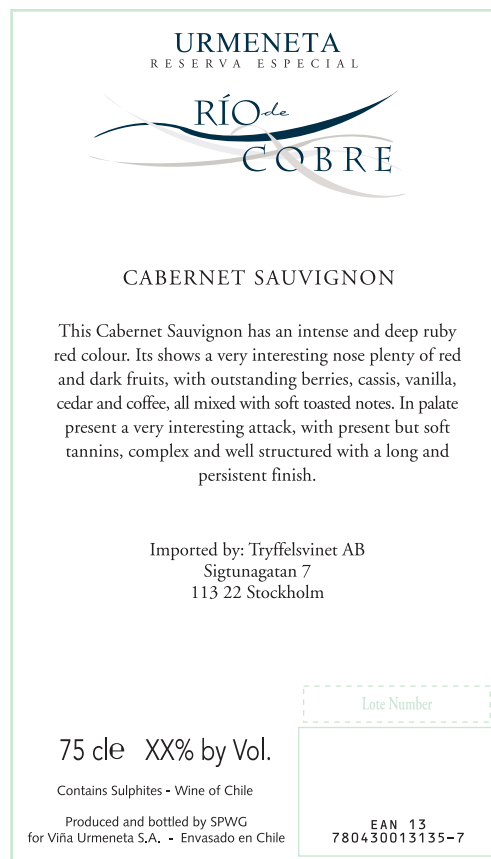 URMENETA
RESERVA ESPECIAL
RÍO de
COBRE
CABERNET SAUVIGNON
This Cabernet Sauvignon has an intense and deep ruby
red colour. Its shows a very interesting nose plenty of red
and dark fruits, with outstanding berries, cassis, vanilla,
cedar and coffee, all mixed with soft toasted notes. In palate
present a very interesting attack, with present but soft
tannins, complex and well structured with a long and
persistent finish.
Imported by: Tryffelsvinet AB
Sigtunagatan 7
113 22 Stockholm
Lote Number
75 cl℮ XX% by Vol.
Contains Sulphites - Wine of Chile
Produced and bottled by SPWG
for Viña Urmeneta S.A. - Envasado en Chile
EAN 13
780430013135-7